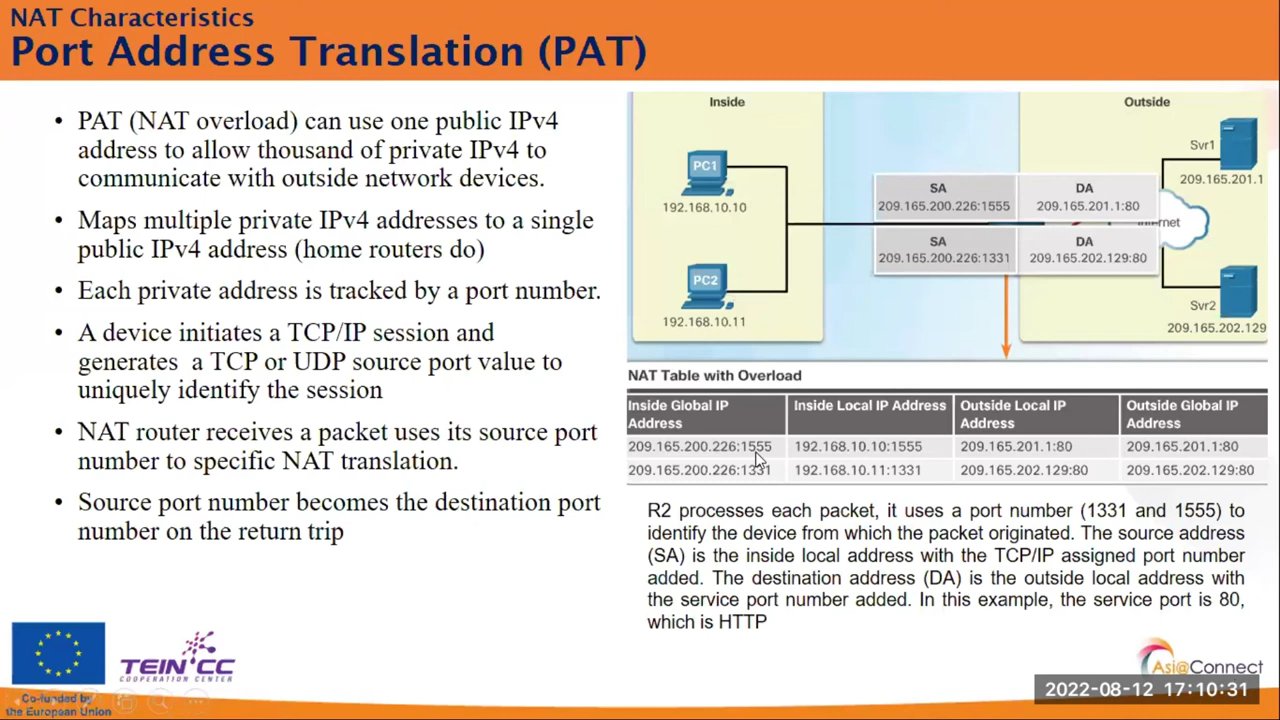 NAT Characteristics
Port Address Translation (PAT)
• PAT (NAT overload) can use one public IPv4
address to allow thousand of private IPv4 to
communicate with outside network devices.
• Maps multiple private IPv4 addresses to a single
public IPv4 address (home routers do)
• Each private address is tracked by a port number.
• A device initiates a TCP/IP session and
generates a TCP or UDP source port value to
uniquely identify the session
• NAT router receives a packet uses its source port
number to specific NAT translation.
• Source port number becomes the destination port
number on the return trip
Inside
Outside
PC1
192.168.10.10
PC2
192.168.10.11
SA
DA
209.165.200.226:1555
209.165.201.1:80
SA
DA
209.165.200.226:1331
209.165.202.129:80
Svr1
209.165.201.1
Svr2
209.165.202.129
NAT Table with Overload
Inside Global IP Address
Inside Local IP Address
Outside Local IP Address
Outside Global IP Address
209.165.200.226:1555 192.168.10.10:1555 209.165.201.1:80 209.165.201.1:80
209.165.200.226:1331 192.168.10.11:1331 209.165.202.129:80 209.165.202.129:80
R2 processes each packet, it uses a port number (1331 and 1555) to
identify the device from which the packet originated. The source address
(SA) is the inside local address with the TCP/IP assigned port number
added. The destination address (DA) is the outside local address with
the service port number added. In this example, the service port is 80,
which is HTTP
TEIN*CC
COOPERATION CENTER
Co-funded by
the European Union
Asi@Connect
2022-08-12 17:10:31